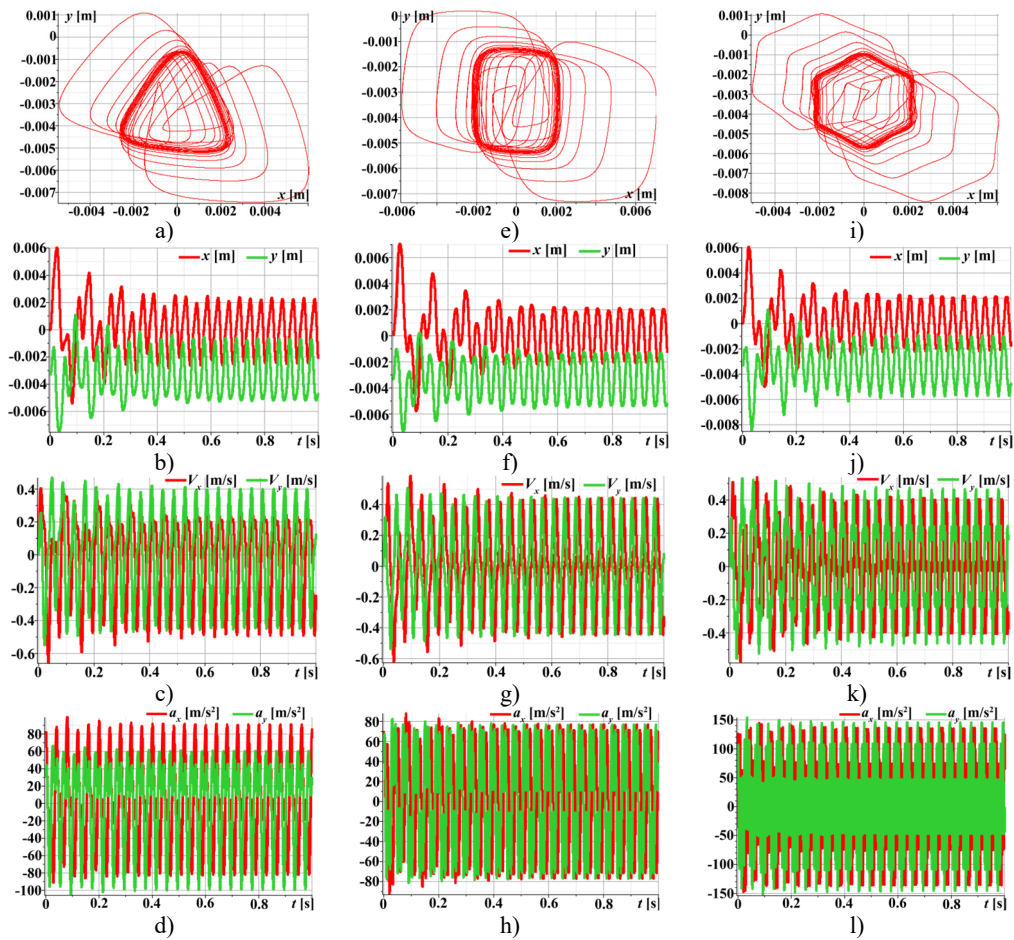 y [m]
0.001
0
-0.001
-0.002
-0.003
-0.004
-0.005
-0.006
-0.007
x [m]
-0.004 -0.002 0 0.002 0.004
a)
y [m]
0
-0.001
-0.002
-0.003
-0.004
-0.005
-0.006
-0.007
x [m]
-0.006 -0.004 -0.002 0 0.002 0.004 0.006
e)
y [m]
0.001
0
-0.001
-0.002
-0.003
-0.004
-0.005
-0.006
-0.007
-0.008
x [m]
-0.004 -0.002 0 0.002 0.004
i)
x [m] y [m]
0.006
0.004
0.002
0
-0.002
-0.004
-0.006
0 0.2 0.4 0.6 0.8 t [s]
b)
x [m] y [m]
0.006
0.004
0.002
0
-0.002
-0.004
-0.006
0 0.2 0.4 0.6 0.8 t [s]
f)
x [m] y [m]
0.006
0.004
0.002
0
-0.002
-0.004
-0.006
-0.008
0 0.2 0.4 0.6 0.8 t [s]
j)
Vx [m/s] Vy [m/s]
0.4
0.2
0
-0.2
-0.4
-0.6
0 0.2 0.4 0.6 0.8 t [s]
c)
Vx [m/s] Vy [m/s]
0.4
0.2
0
-0.2
-0.4
-0.6
0 0.2 0.4 0.6 0.8 t [s]
g)
Vx [m/s] Vy [m/s]
0.4
0.2
0
-0.2
-0.4
0 0.2 0.4 0.6 0.8 t [s]
k)
ax [m/s²] ay [m/s²]
80
60
40
20
0
-20
-40
-60
-80
-100
0 0.2 0.4 0.6 0.8 t [s]
d)
ax [m/s²] ay [m/s²]
80
60
40
20
0
-20
-40
-60
-80
0 0.2 0.4 0.6 0.8 t [s]
h)
ax [m/s²] ay [m/s²]
150
100
50
0
-50
-100
-150
0 0.2 0.4 0.6 0.8 t [s]
l)